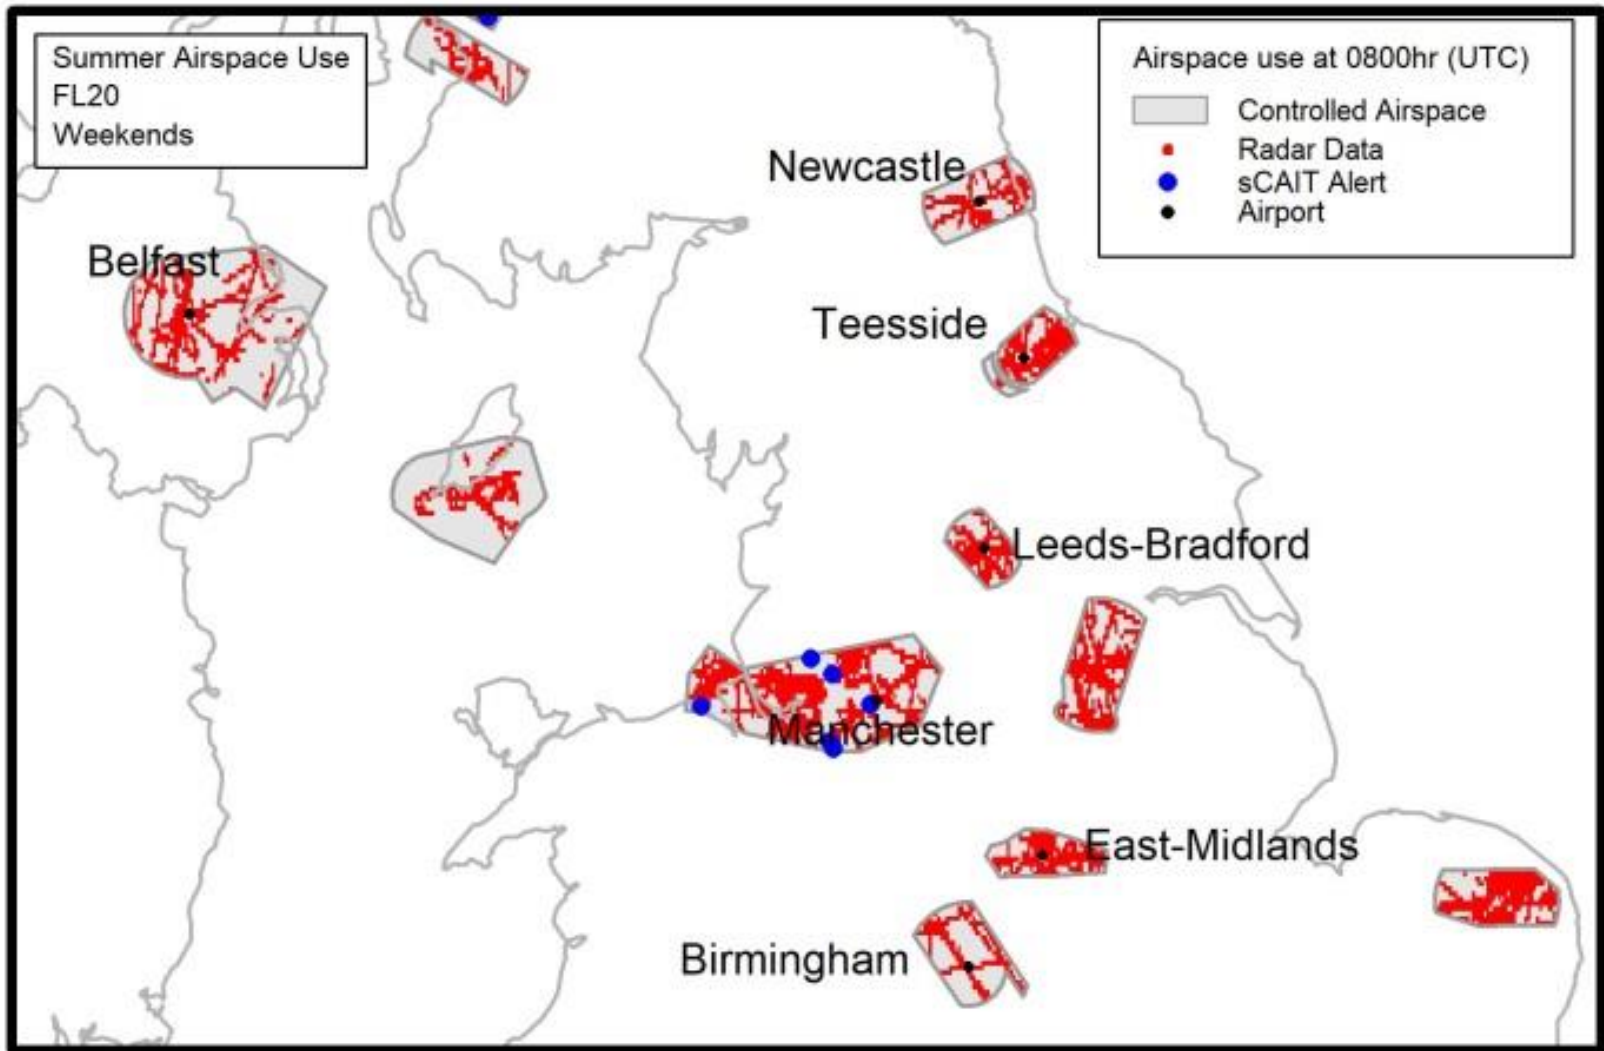 Summer Airspace Use
FL20
Weekends
Airspace use at 0800hr (UTC)
Controlled Airspace
Radar Data
sCAIT Alert
Airport
Newcastle
Belfast
Teesside
Leeds-Bradford
Manchester
East-Midlands
Birmingham